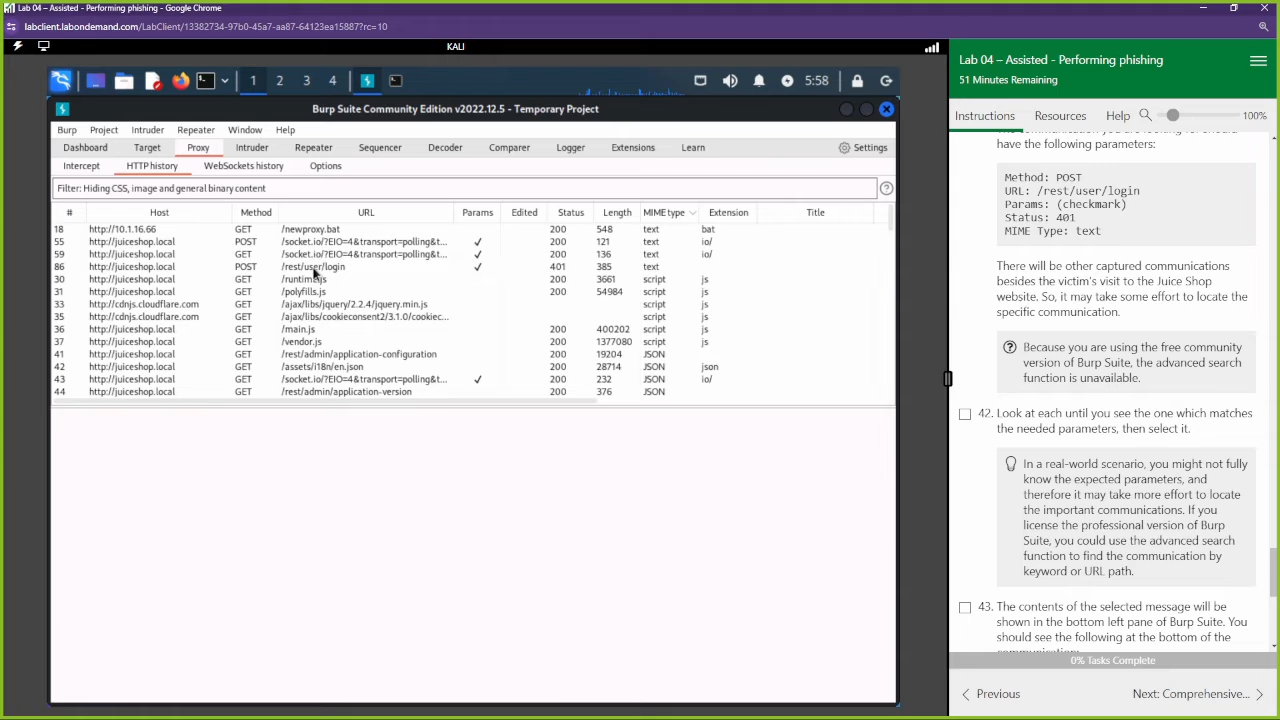 Lab 04 – Assisted - Performing phishing - Google Chrome
labclient.labondemand.com/LabClient/13382734-97b0-45a7-aa87-64123ea15887?rc=10
KALI
1 2 3 4 5:58
Burp Suite Community Edition v2022.12.5 - Temporary Project
Burp Project Intruder Repeater Window Help
Dashboard Target Proxy Intruder Repeater Sequencer Decoder Comparer Logger Extensions Learn Settings
Intercept HTTP history WebSockets history Options
Filter: Hiding CSS, image and general binary content
# Host Method URL Params Edited Status Length MIME type Extension Title
18 http://10.1.16.66 GET /newproxy.bat 200 548 text bat
55 http://juiceshop.local POST /socket.io/?EIO=4&transport=polling&t... ✓ 200 121 text io/
59 http://juiceshop.local GET /socket.io/?EIO=4&transport=polling&t... ✓ 200 136 text io/
86 http://juiceshop.local POST /rest/user/login ✓ 401 385 text
30 http://juiceshop.local GET /runtime.js 200 3661 script js
31 http://juiceshop.local GET /polyfills.js 200 54984 script js
33 http://cdnjs.cloudflare.com GET /ajax/libs/jquery/2.2.4/jquery.min.js script js
35 http://cdnjs.cloudflare.com GET /ajax/libs/cookieconsent2/3.1.0/cookiec... script js
36 http://juiceshop.local GET /main.js 200 400202 script js
37 http://juiceshop.local GET /vendor.js 200 1377080 script js
41 http://juiceshop.local GET /rest/admin/application-configuration 200 19204 JSON
42 http://juiceshop.local GET /assets/i18n/en.json 200 28714 JSON json
43 http://juiceshop.local GET /socket.io/?EIO=4&transport=polling&t... ✓ 200 232 JSON io/
44 http://juiceshop.local GET /rest/admin/application-version 200 376 JSON
Lab 04 – Assisted - Performing phishing
51 Minutes Remaining
Instructions Resources Help 100%
have the following parameters:
Method: POST
URL: /rest/user/login
Params: (checkmark)
Status: 401
MIME Type: text
There will be other captured communications
besides the victim's visit to the Juice Shop
website. So, it may take some effort to locate the
specific communication.
Because you are using the free community
version of Burp Suite, the advanced search
function is unavailable.
42. Look at each until you see the one which matches
the needed parameters, then select it.
In a real-world scenario, you might not fully
know the expected parameters, and
therefore it may take more effort to locate
the important communications. If you
license the professional version of Burp
Suite, you could use the advanced search
function to find the communication by
keyword or URL path.
43. The contents of the selected message will be
shown in the bottom left pane of Burp Suite. You
should see the following at the bottom of the
0% Tasks Complete
Previous Next: Comprehensive...